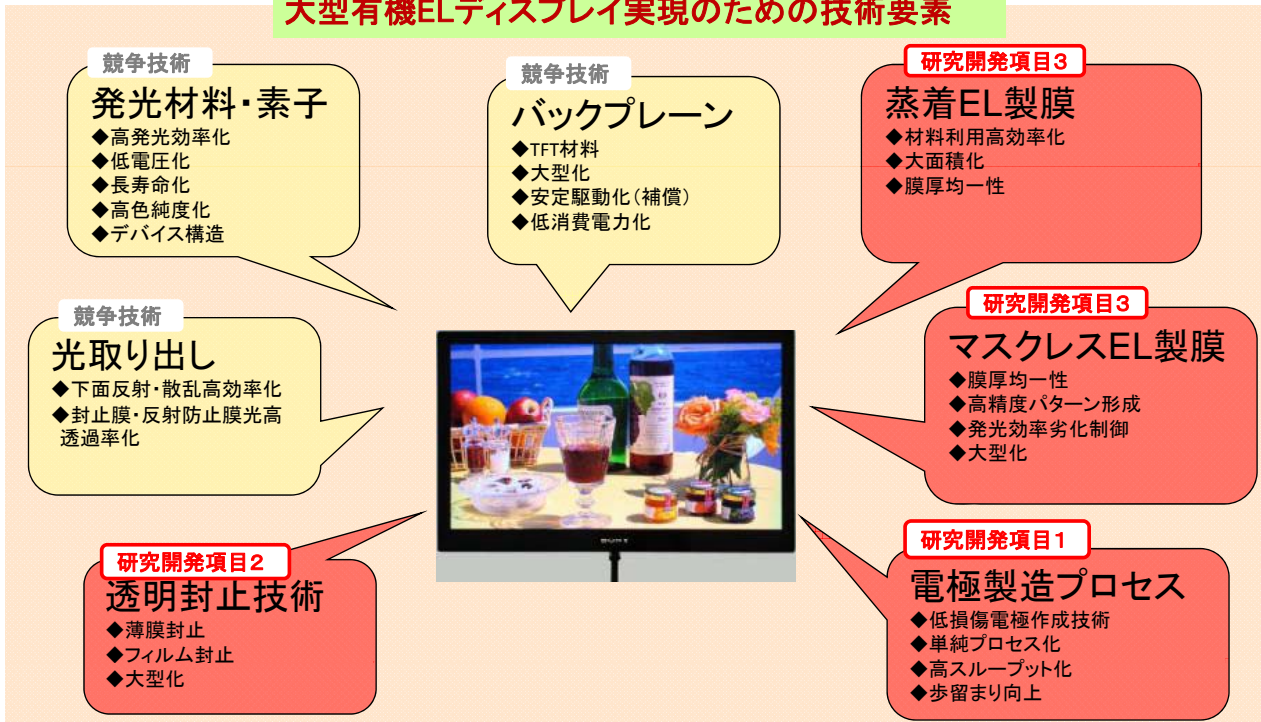 大型有機ELディスプレイ実現のための技術要素
競争技術
発光材料・素子
◆高発光効率化
◆低電圧化
◆長寿命化
◆高色純度化
◆デバイス構造
競争技術
バックプレーン
◆TFT材料
◆大型化
◆安定駆動化(補償)
◆低消費電力化
研究開発項目3
蒸着EL製膜
◆材料利用高効率化
◆大面積化
◆膜厚均一性
競争技術
光取り出し
◆下面反射・散乱高効率化
◆封止膜・反射防止膜光高
透過率化
研究開発項目3
マスクレスEL製膜
◆膜厚均一性
◆高精度パターン形成
◆発光効率劣化制御
◆大型化
SONY
研究開発項目2
透明封止技術
◆薄膜封止
◆フィルム封止
◆大型化
研究開発項目1
電極製造プロセス
◆低損傷電極作成技術
◆単純プロセス化
◆高スループット化
◆歩留まり向上